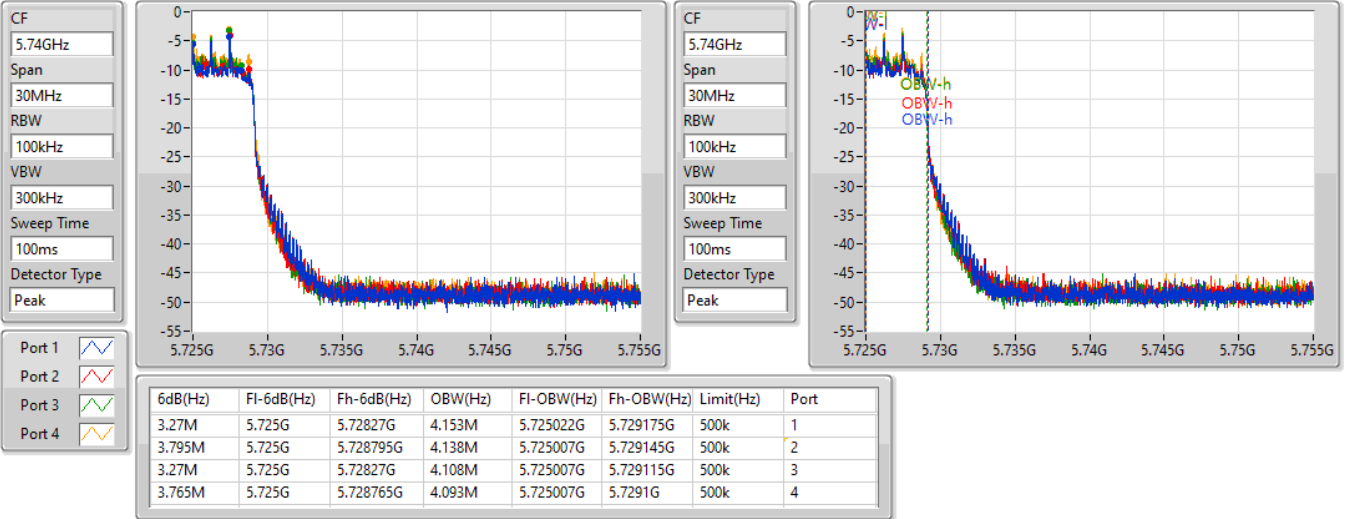 CF
5.74GHz
Span
30MHz
RBW
100kHz
VBW
300kHz
Sweep Time
100ms
Detector Type
Peak
0
-5
-10
-15
-20
-25
-30
-35
-40
-45
-50
-55
5.725G 5.73G 5.735G 5.74G 5.745G 5.75G 5.755G
CF
5.74GHz
Span
30MHz
RBW
100kHz
VBW
300kHz
Sweep Time
100ms
Detector Type
Peak
0
-5
-10
-15
-20
-25
-30
-35
-40
-45
-50
-55
OBW-h
OBW-h
OBW-h
5.725G 5.73G 5.735G 5.74G 5.745G 5.75G 5.755G
Port 1
Port 2
Port 3
Port 4
6dB(Hz) Fl-6dB(Hz) Fh-6dB(Hz) OBW(Hz) Fl-OBW(Hz) Fh-OBW(Hz) Limit(Hz) Port
3.27M 5.725G 5.72827G 4.153M 5.725022G 5.729175G 500k 1
3.795M 5.725G 5.728795G 4.138M 5.725007G 5.729145G 500k 2
3.27M 5.725G 5.72827G 4.108M 5.725007G 5.729115G 500k 3
3.765M 5.725G 5.728765G 4.093M 5.725007G 5.7291G 500k 4